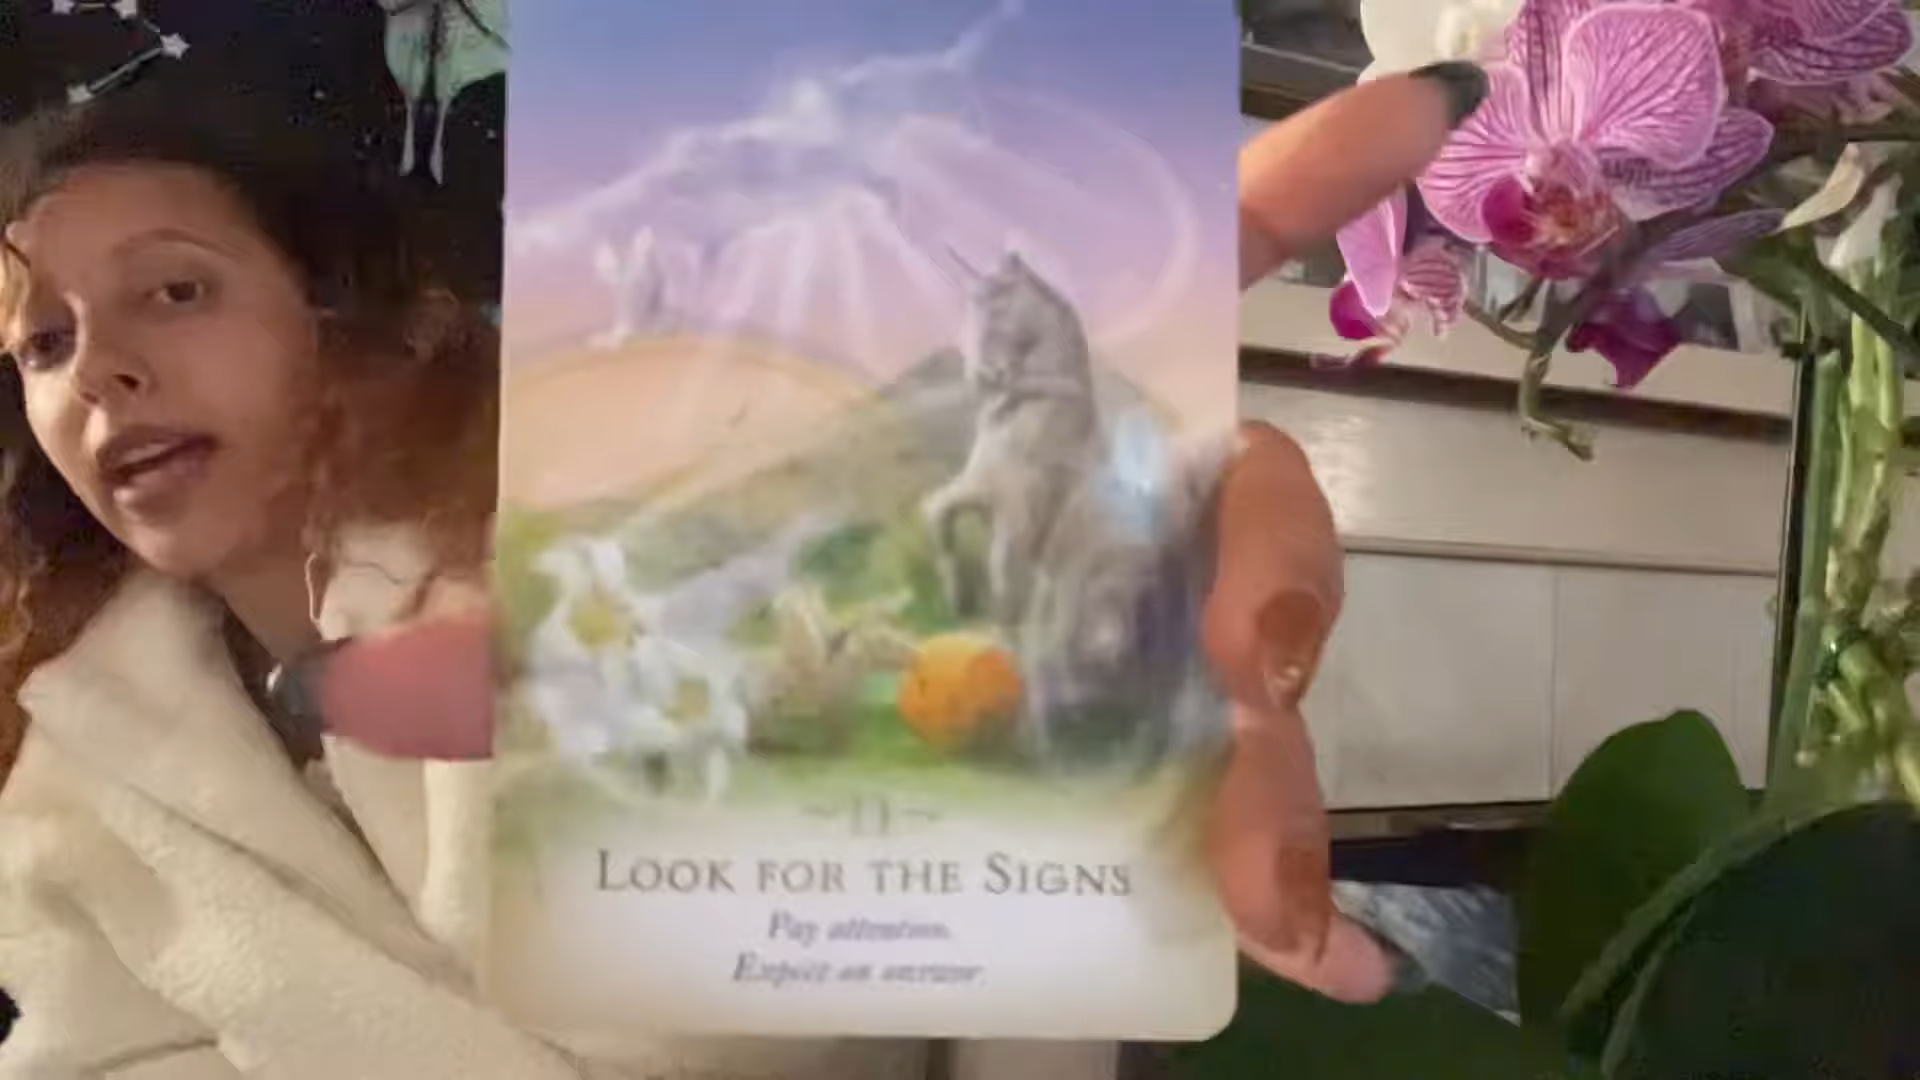 11
LOOK FOR THE SIGNS
Pay attention.
Expect an answer.